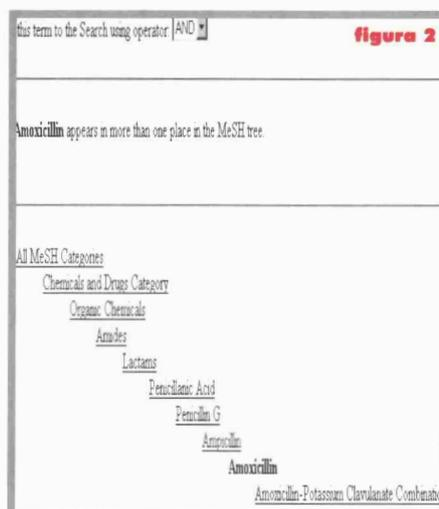 this term to the Search using operator: AND
figura 2
Amoxicillin appears in more than one place in the MeSH tree.
All MeSH Categories
Chemicals and Drugs Category
Organic Chemicals
Amides
Lactams
Penicillanic Acid
Penicillin G
Ampicillin
Amoxicillin
Amoxicillin-Potassium Clavulanate Combinatio